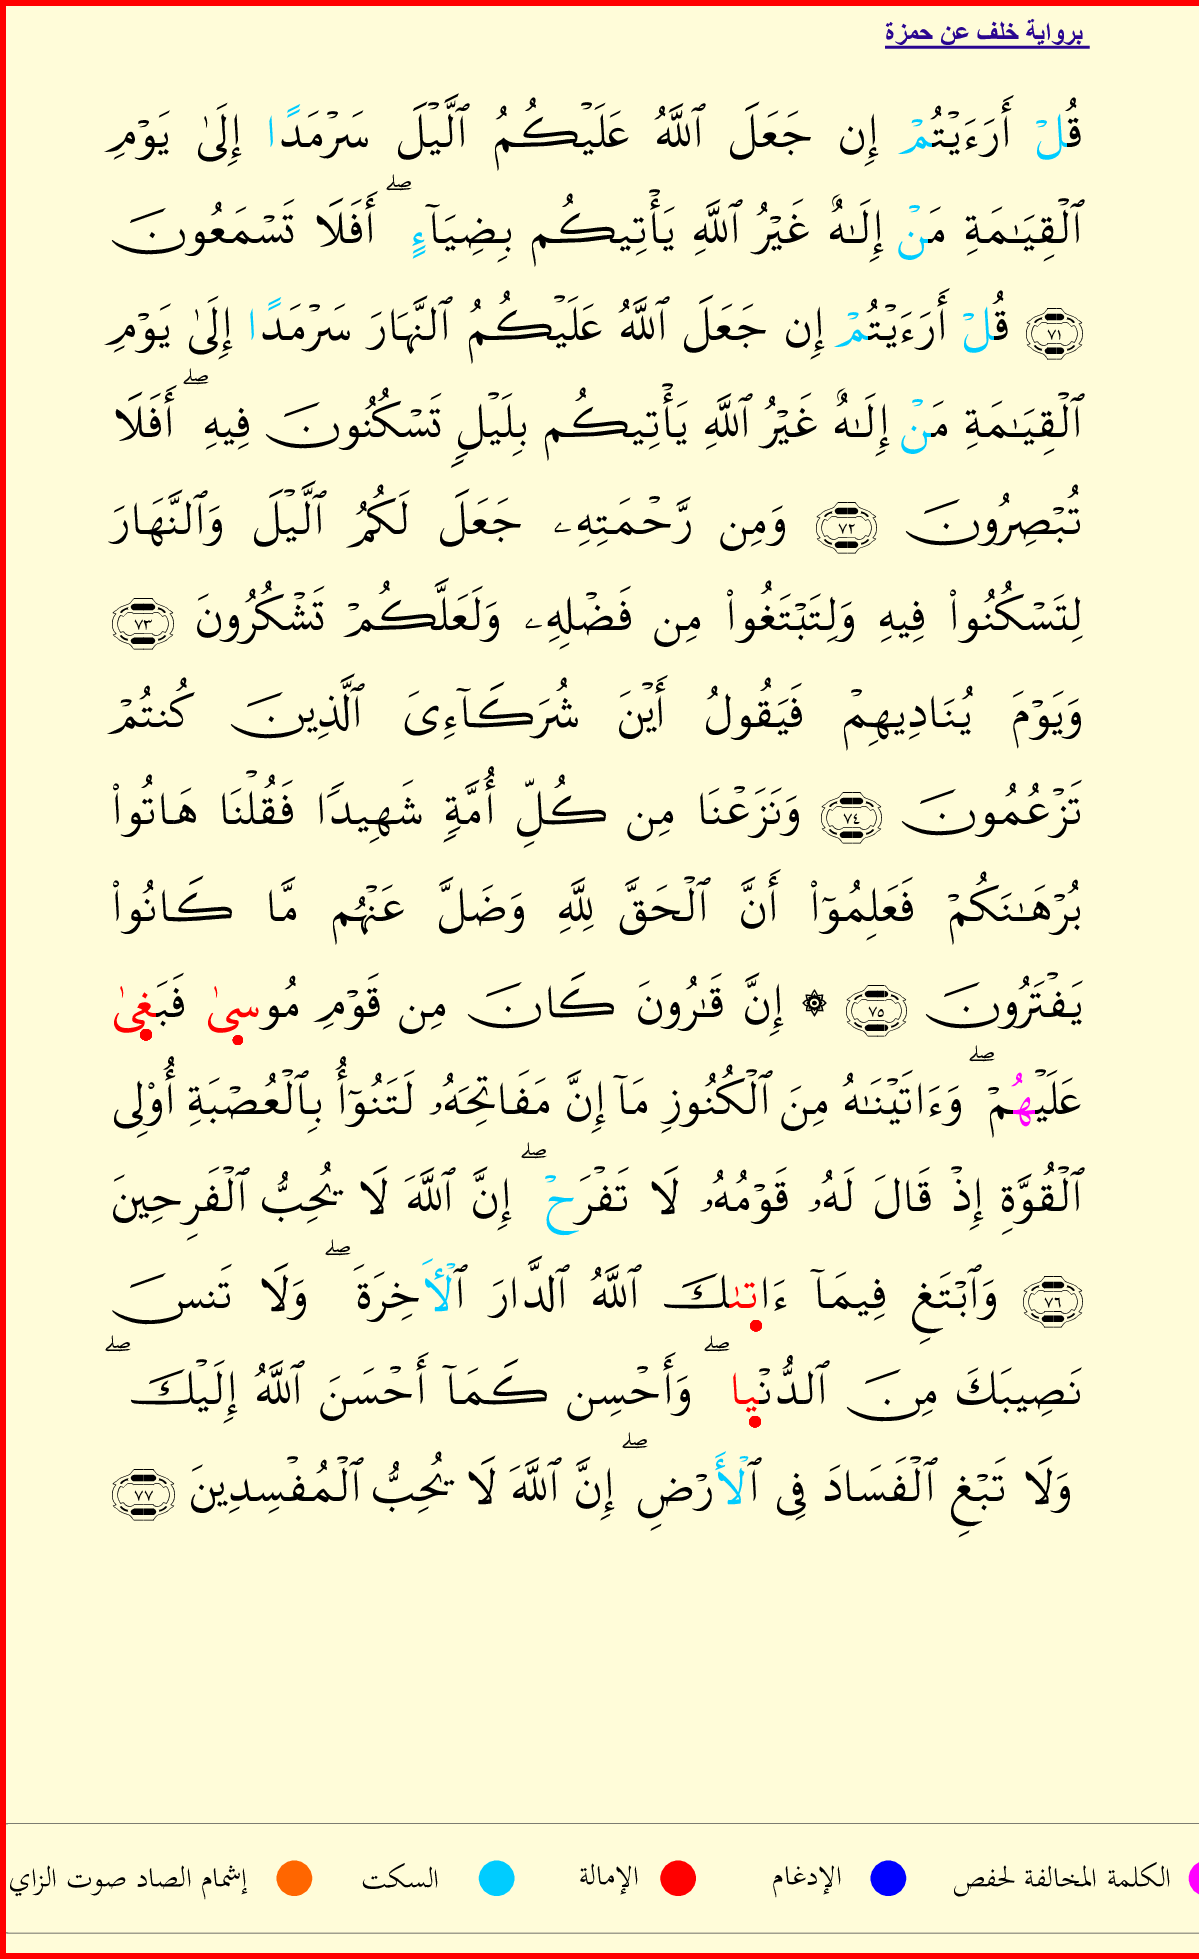 برواية خلف عن حمزة
قُلۡ أَرَءَيۡتُمۡ إِن جَعَلَ ٱللَّهُ عَلَيۡكُمُ ٱلَّيۡلَ سَرۡمَدًا إِلَىٰ يَوۡمِ
ٱلۡقِيَٰمَةِ مَنۡ إِلَٰهٌ غَيۡرُ ٱللَّهِ يَأۡتِيكُم بِضِيَآءٍۖ أَفَلَا تَسۡمَعُونَ
٧١ قُلۡ أَرَءَيۡتُمۡ إِن جَعَلَ ٱللَّهُ عَلَيۡكُمُ ٱلنَّهَارَ سَرۡمَدًا إِلَىٰ يَوۡمِ
ٱلۡقِيَٰمَةِ مَنۡ إِلَٰهٌ غَيۡرُ ٱللَّهِ يَأۡتِيكُم بِلَيۡلٖ تَسۡكُنُونَ فِيهِۖ أَفَلَا
تُبۡصِرُونَ ٧٢ وَمِن رَّحۡمَتِهِۦ جَعَلَ لَكُمُ ٱلَّيۡلَ وَٱلنَّهَارَ
لِتَسۡكُنُواْ فِيهِ وَلِتَبۡتَغُواْ مِن فَضۡلِهِۦ وَلَعَلَّكُمۡ تَشۡكُرُونَ ٧٣
وَيَوۡمَ يُنَادِيهِمۡ فَيَقُولُ أَيۡنَ شُرَكَآءِيَ ٱلَّذِينَ كُنتُمۡ
تَزۡعُمُونَ ٧٤ وَنَزَعۡنَا مِن كُلِّ أُمَّةٖ شَهِيدٗا فَقُلۡنَا هَاتُواْ
بُرۡهَٰنَكُمۡ فَعَلِمُوٓاْ أَنَّ ٱلۡحَقَّ لِلَّهِ وَضَلَّ عَنۡهُم مَّا كَانُواْ
يَفۡتَرُونَ ٧٥ ۞ إِنَّ قَٰرُونَ كَانَ مِن قَوۡمِ مُوسىٰ فَبَغىٰ
عَلَيۡهُمۡۖ وَءَاتَيۡنَٰهُ مِنَ ٱلۡكُنُوزِ مَآ إِنَّ مَفَاتِحَهُۥ لَتَنُوٓأُ بِٱلۡعُصۡبَةِ أُوْلِي
ٱلۡقُوَّةِ إِذۡ قَالَ لَهُۥ قَوۡمُهُۥ لَا تَفۡرَحۡۖ إِنَّ ٱللَّهَ لَا يُحِبُّ ٱلۡفَرِحِينَ
٧٦ وَٱبۡتَغِ فِيمَآ ءَاتىٰكَ ٱللَّهُ ٱلدَّارَ ٱلۡأَخِرَةَۖ وَلَا تَنسَ
نَصِيبَكَ مِنَ ٱلدُّنۡياۖ وَأَحۡسِن كَمَآ أَحۡسَنَ ٱللَّهُ إِلَيۡكَۖ
وَلَا تَبۡغِ ٱلۡفَسَادَ فِي ٱلۡأَرۡضِۖ إِنَّ ٱللَّهَ لَا يُحِبُّ ٱلۡمُفۡسِدِينَ ٧٧
الكلمة المخالفة لحفص الإدغام الإمالة السكت إشمام الصاد صوت الزاي